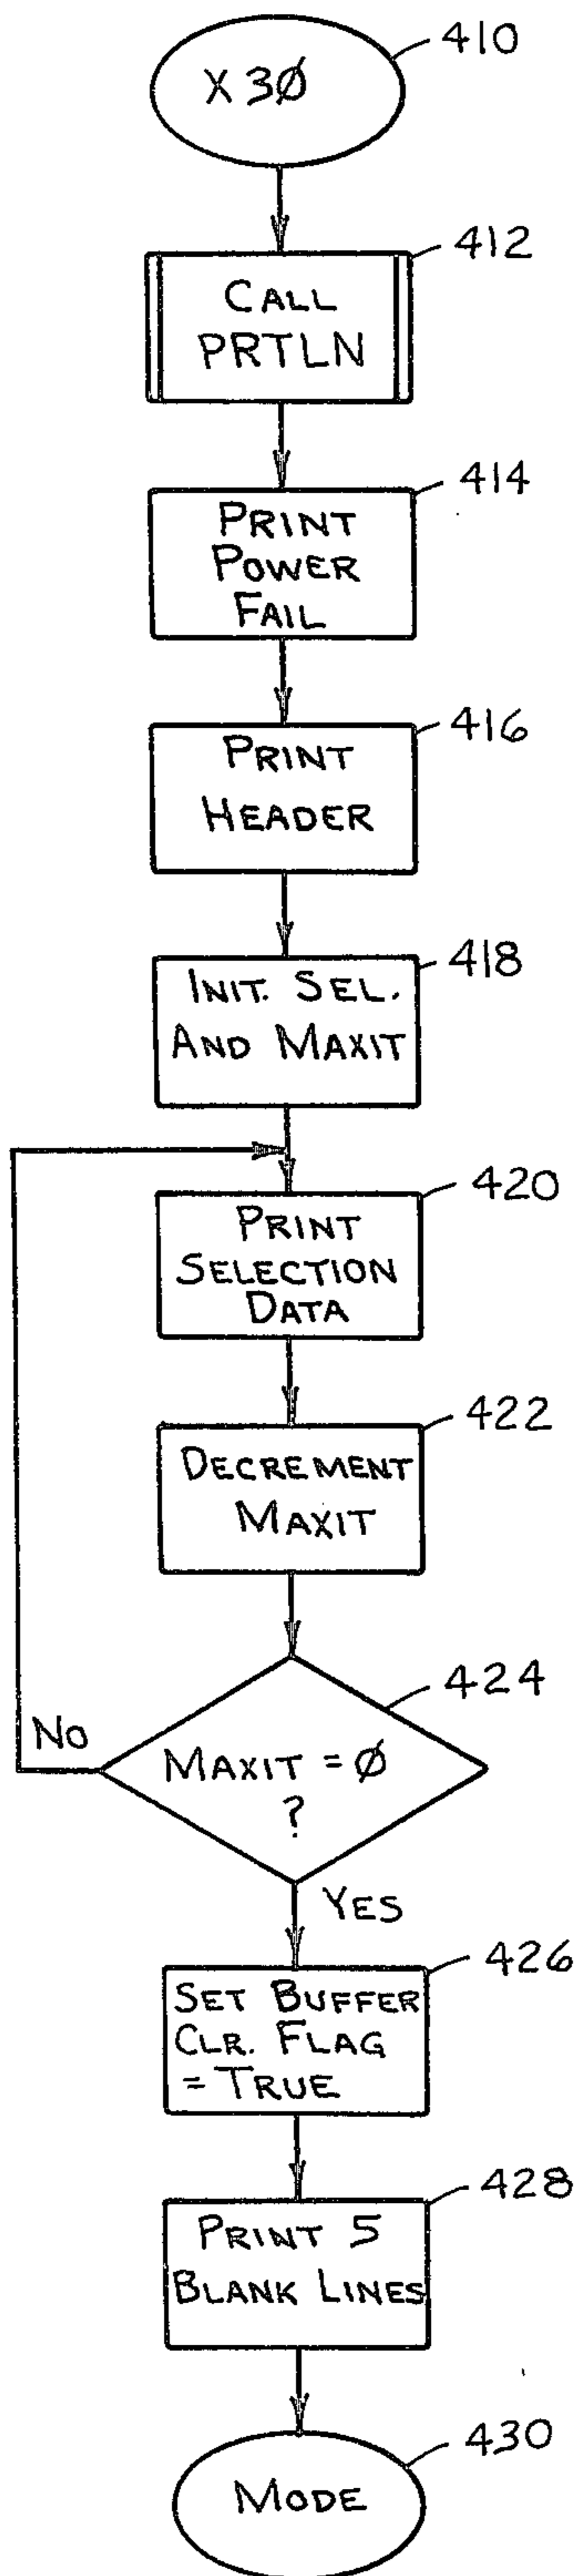 410
X 3Ø
412
CALL
PRTLN
414
PRINT
POWER
FAIL
416
PRINT
HEADER
418
INIT. SEL.
AND MAXIT
420
PRINT
SELECTION
DATA
422
DECREMENT
MAXIT
424
NO
MAXIT = Ø
?
YES
426
SET BUFFER
CLR. FLAG
= TRUE
428
PRINT 5
BLANK LINES
430
MODE